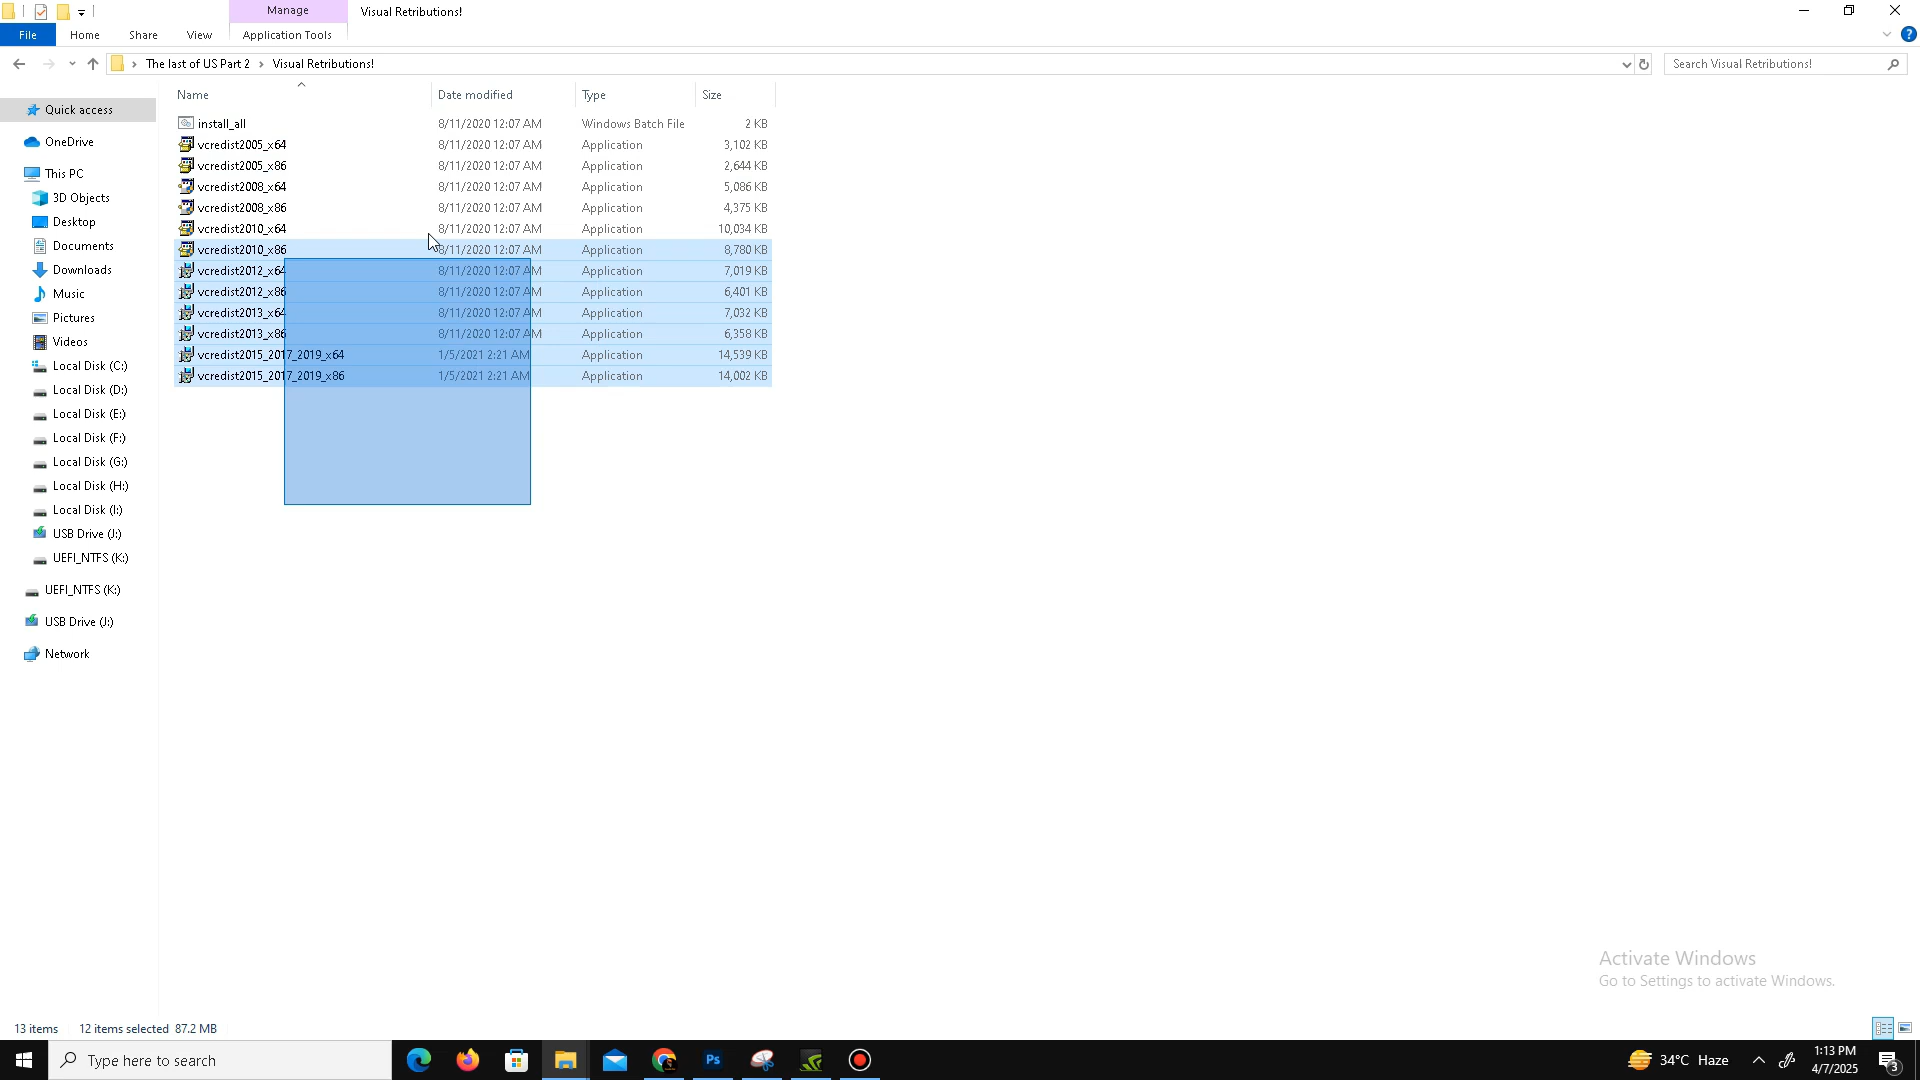 Manage
Visual Retributions!
File
Home
Share
View
Application Tools
The last of US Part 2 › Visual Retributions!
Search Visual Retributions!
Name
Date modified
Type
Size
install_all 8/11/2020 12:07 AM Windows Batch File 2 KB
vcredist2005_x64 8/11/2020 12:07 AM Application 3,102 KB
vcredist2005_x86 8/11/2020 12:07 AM Application 2,644 KB
vcredist2008_x64 8/11/2020 12:07 AM Application 5,086 KB
vcredist2008_x86 8/11/2020 12:07 AM Application 4,375 KB
vcredist2010_x64 8/11/2020 12:07 AM Application 10,034 KB
vcredist2010_x86 8/11/2020 12:07 AM Application 8,780 KB
vcredist2012_x64 8/11/2020 12:07 AM Application 7,019 KB
vcredist2012_x86 8/11/2020 12:07 AM Application 6,401 KB
vcredist2013_x64 8/11/2020 12:07 AM Application 7,032 KB
vcredist2013_x86 8/11/2020 12:07 AM Application 6,358 KB
vcredist2015_2017_2019_x64 1/5/2021 2:21 AM Application 14,539 KB
vcredist2015_2017_2019_x86 1/5/2021 2:21 AM Application 14,002 KB
Quick access
OneDrive
This PC
3D Objects
Desktop
Documents
Downloads
Music
Pictures
Videos
Local Disk (C:)
Local Disk (D:)
Local Disk (E:)
Local Disk (F:)
Local Disk (G:)
Local Disk (H:)
Local Disk (I:)
USB Drive (J:)
UEFI_NTFS (K:)
UEFI_NTFS (K:)
USB Drive (J:)
Network
Activate Windows
Go to Settings to activate Windows.
13 items 12 items selected 87.2 MB
Type here to search
Ps
34°C Haze
1:13 PM
4/7/2025
3